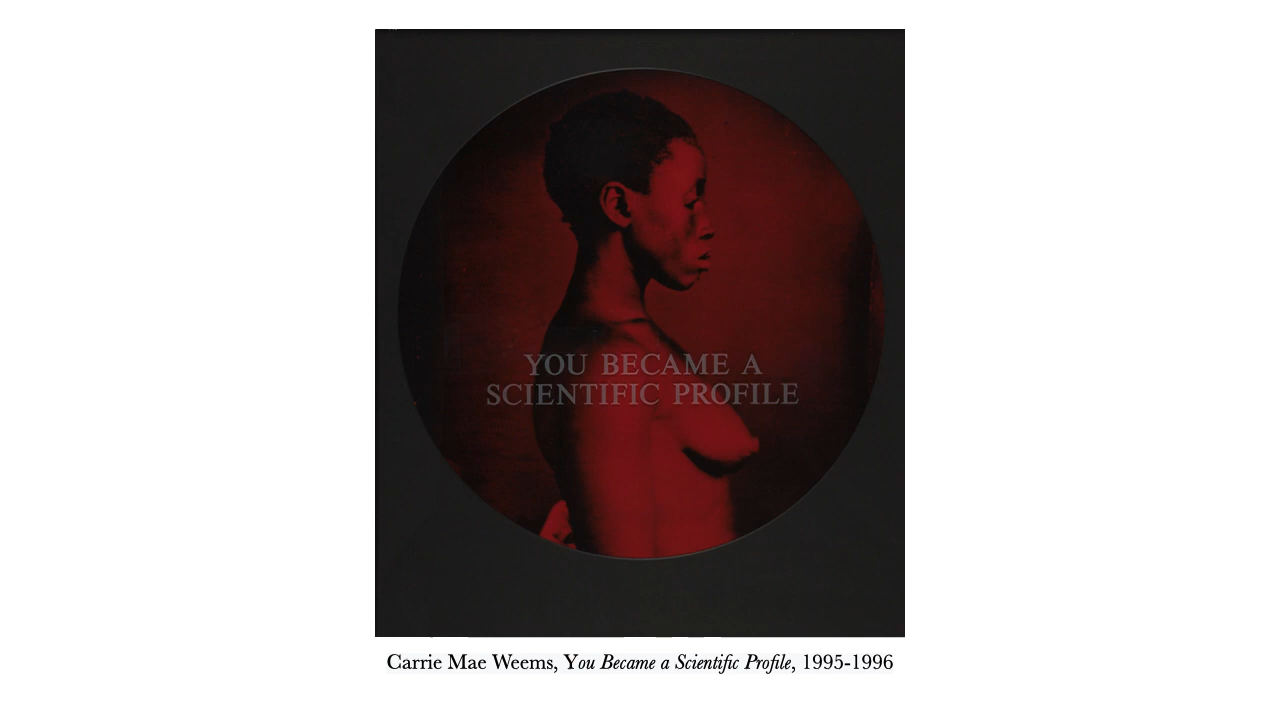 YOU BECAME A
SCIENTIFIC PROFILE
Carrie Mae Weems, You Became a Scientific Profile, 1995-1996